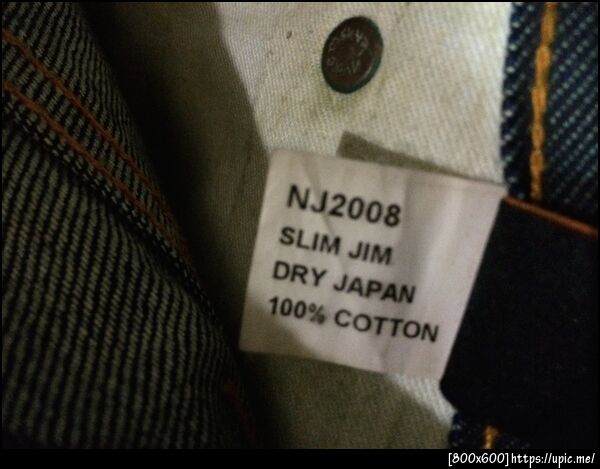 NJ2008
SLIM JIM
DRY JAPAN
100% COTTON
[800x600]https://upic.me/